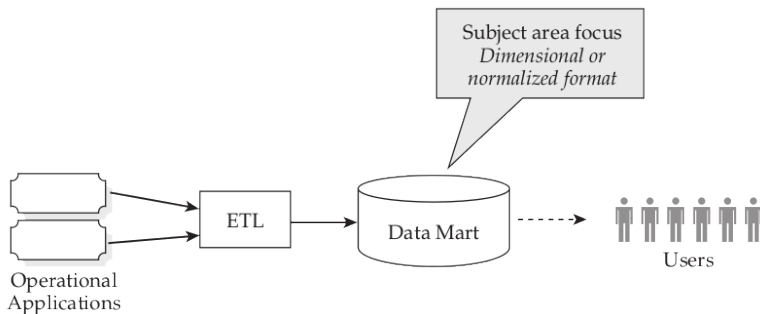 Subject area focus
Dimensional or
normalized format
ETL
Data Mart
Users
Operational
Applications